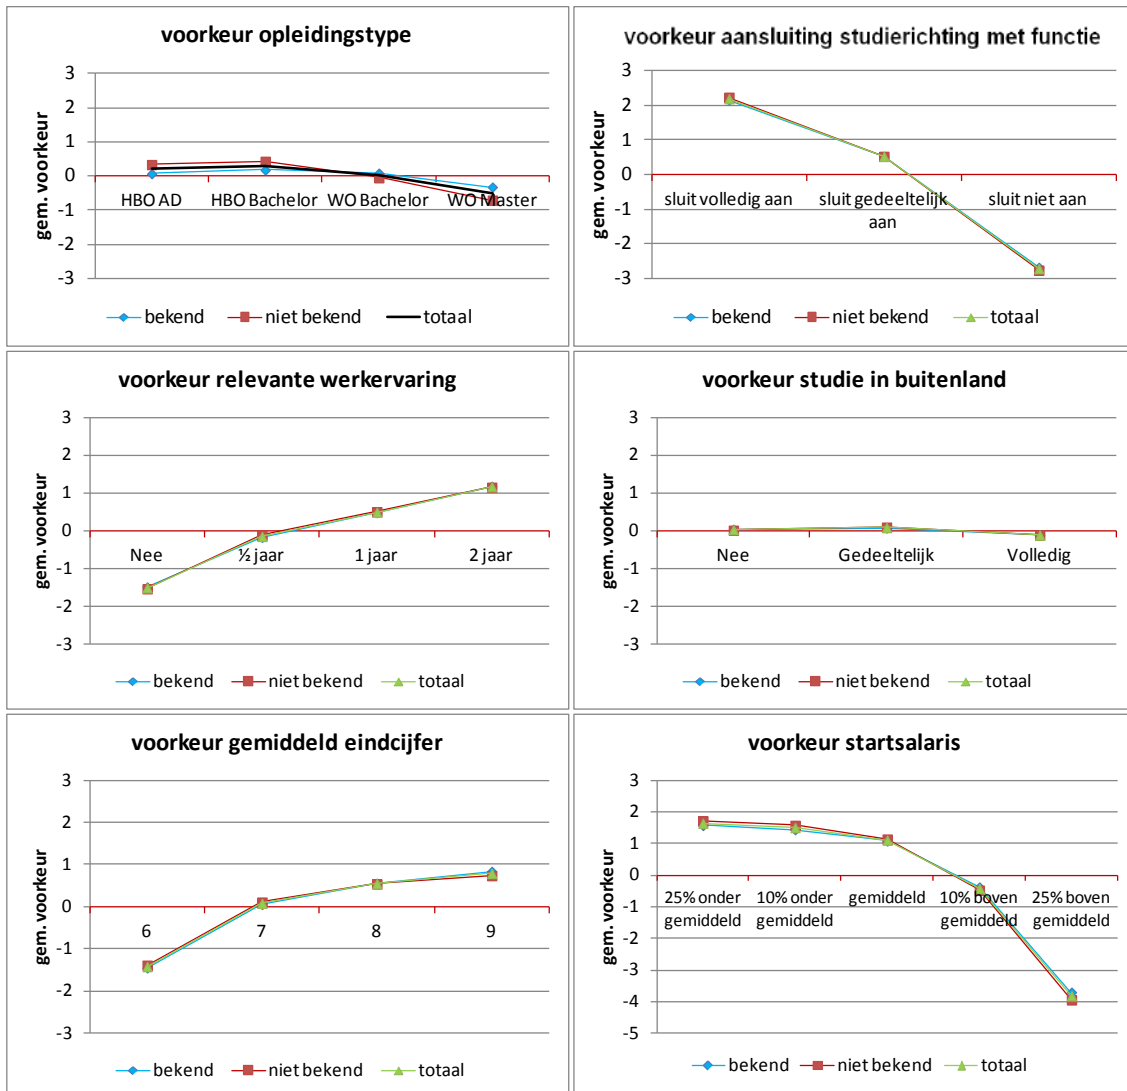 voorkeur opleidingstype
gem. voorkeur
3
2
1
0
-1
-2
-3
HBO AD HBO Bachelor WO Bachelor WO Master
bekend niet bekend totaal
voorkeur aansluiting studierichting met functie
gem. voorkeur
3
2
1
0
-1
-2
-3
sluit volledig aan sluit gedeeltelijk sluit niet aan
aan
bekend niet bekend totaal
voorkeur relevante werkervaring
gem. voorkeur
3
2
1
0
-1
-2
-3
Nee ½ jaar 1 jaar 2 jaar
bekend niet bekend totaal
voorkeur studie in buitenland
gem. voorkeur
3
2
1
0
-1
-2
-3
Nee Gedeeltelijk Volledig
bekend niet bekend totaal
voorkeur gemiddeld eindcijfer
gem. voorkeur
3
2
1
0
-1
-2
-3
6 7 8 9
bekend niet bekend totaal
voorkeur startsalaris
gem. voorkeur
3
2
1
0
-1
-2
-3
-4
-5
25% onder 10% onder gemiddeld 10% boven 25% boven
gemiddeld gemiddeld gemiddeld gemiddeld
bekend niet bekend totaal